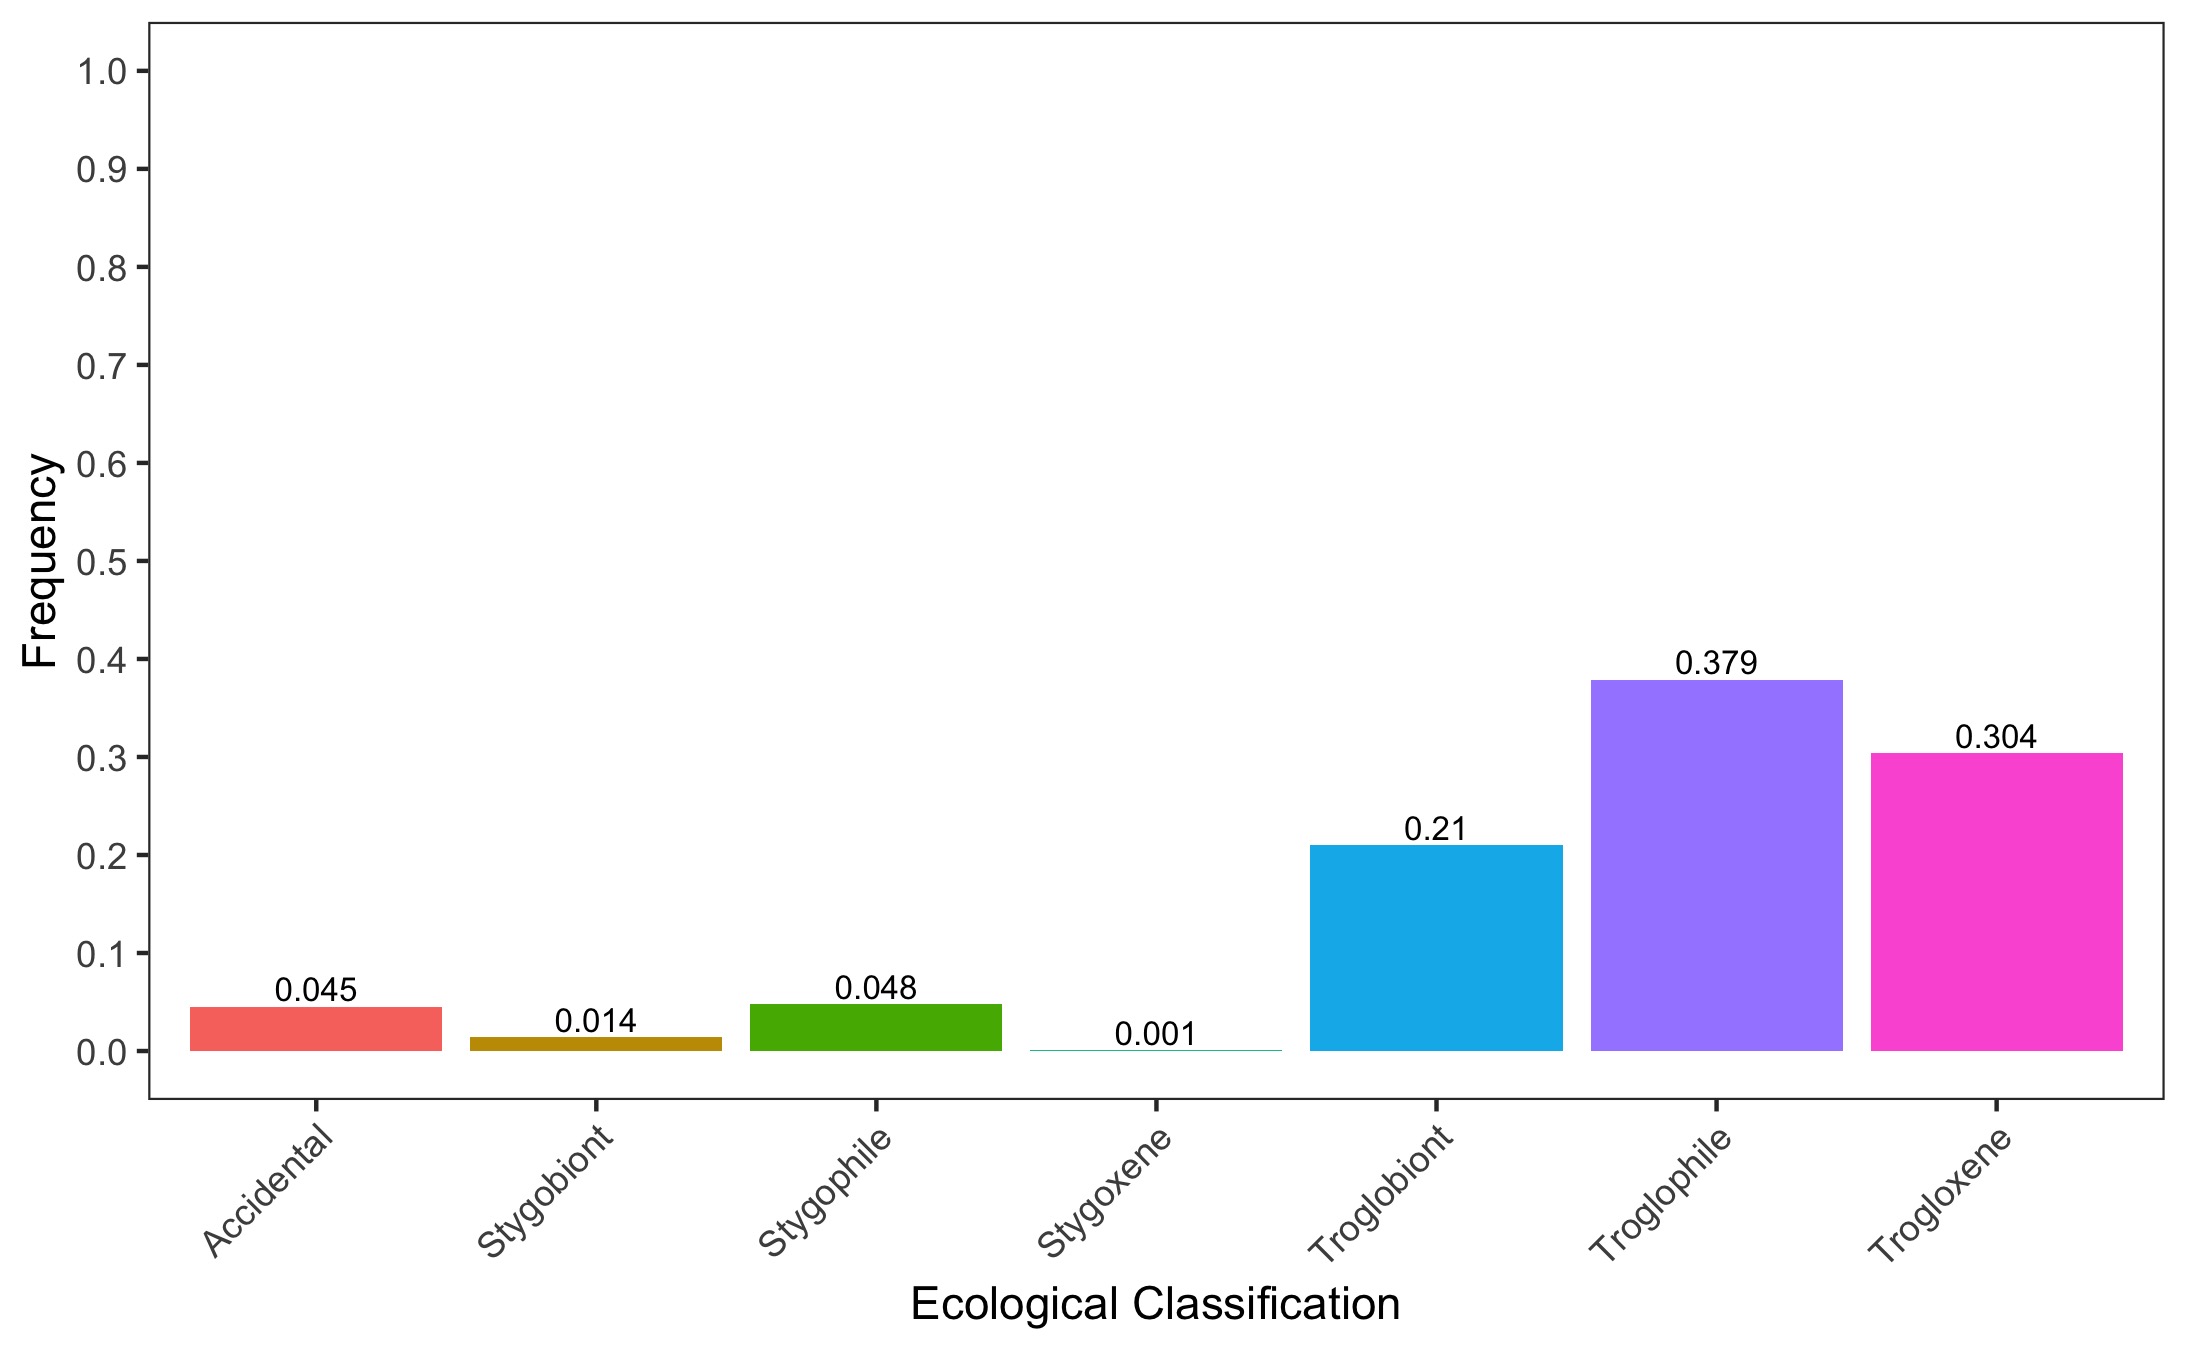 Frequency
1.0
0.9
0.8
0.7
0.6
0.5
0.4
0.3
0.2
0.1
0.0
0.045
0.014
0.048
0.001
0.21
0.379
0.304
Accidental
Stygobiont
Stygophile
Stygoxene
Troglobiont
Troglophile
Trogloxene
Ecological Classification